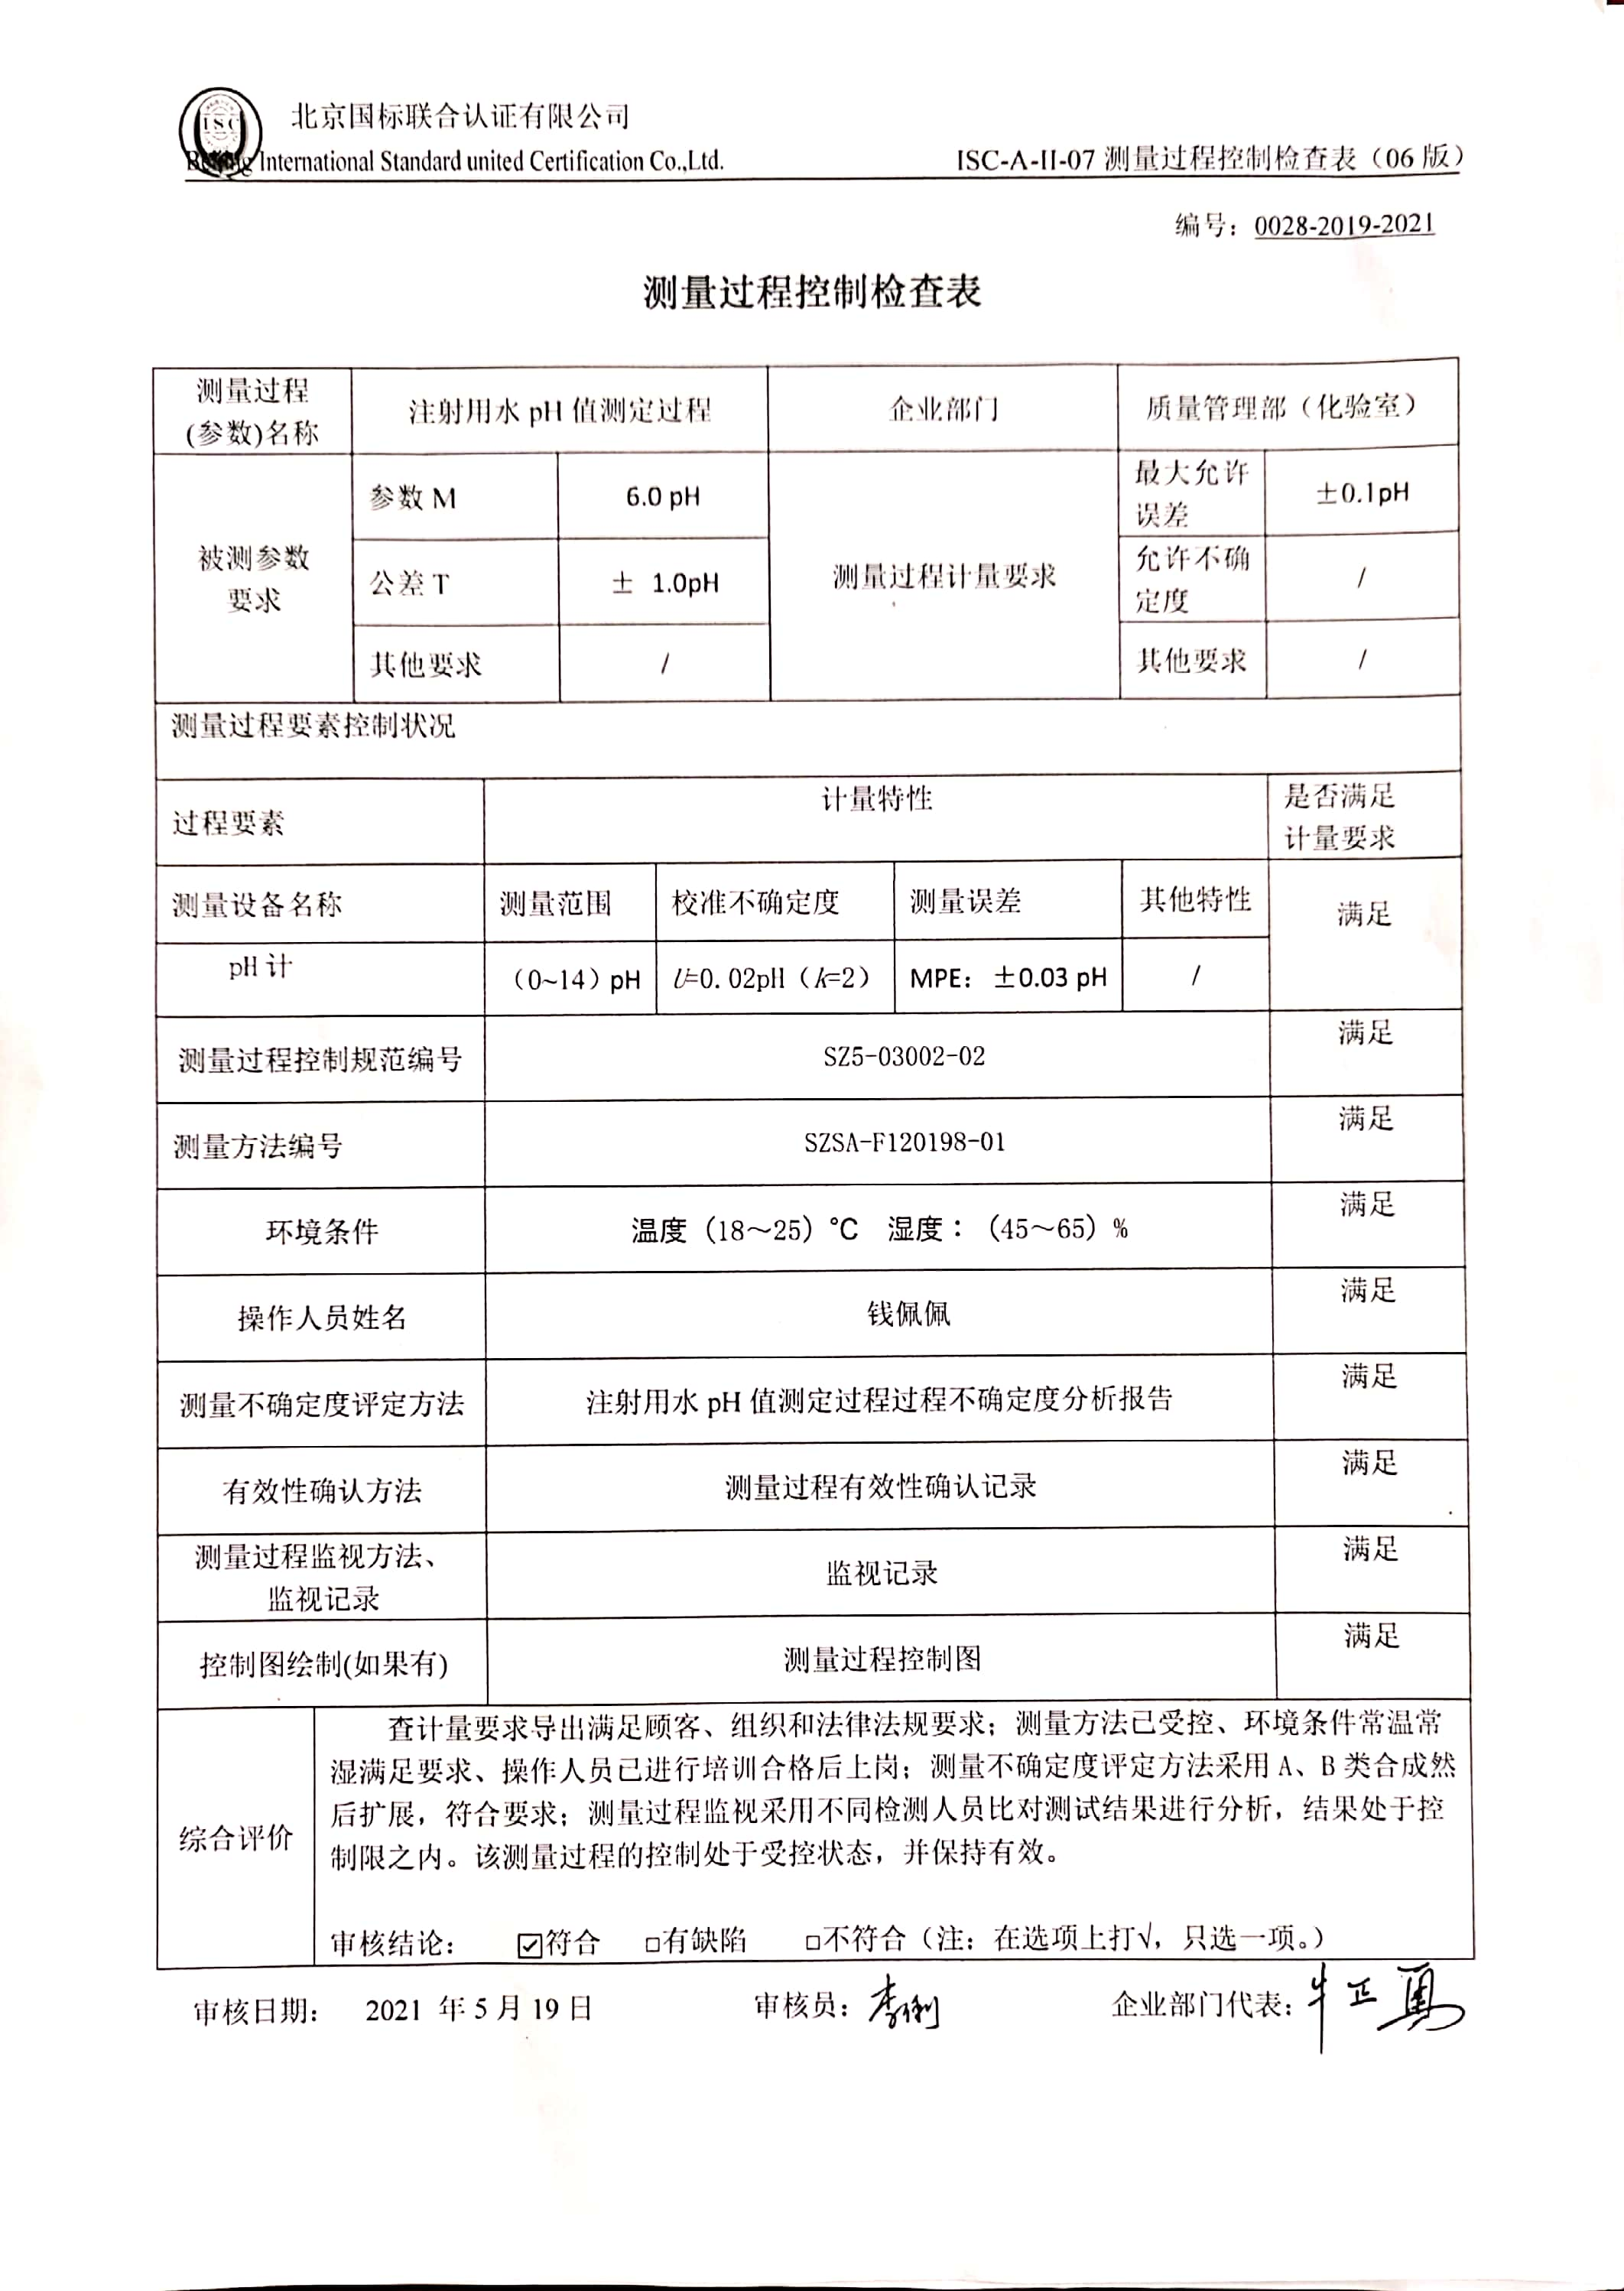 北京国标联合认证有限公司
Beijing International Standard united Certification Co.,Ltd.
ISC-A-II-07 测量过程控制检查表（06 版）
编号：0028-2019-2021
测量过程控制检查表
测量过程
(参数)名称
注射用水 pH 值测定过程
企业部门
质量管理部（化验室）
被测参数
要求
参数 M
6.0 pH
测量过程计量要求
最大允许
误差
±0.1pH
公差 T
± 1.0pH
允许不确
定度
/
其他要求
/
其他要求
/
测量过程要素控制状况
过程要素
计量特性
是否满足
计量要求
测量设备名称
测量范围
校准不确定度
测量误差
其他特性
满足
pH 计
（0~14）pH
U=0.02pH（k=2）
MPE： ±0.03 pH
/
测量过程控制规范编号
SZ5-03002-02
满足
测量方法编号
SZSA-F120198-01
满足
环境条件
温度（18～25）℃ 湿度：（45～65）%
满足
操作人员姓名
钱佩佩
满足
测量不确定度评定方法
注射用水 pH 值测定过程过程不确定度分析报告
满足
有效性确认方法
测量过程有效性确认记录
满足
测量过程监视方法、
监视记录
监视记录
满足
控制图绘制(如果有)
测量过程控制图
满足
综合评价
查计量要求导出满足顾客、组织和法律法规要求；测量方法已受控、环境条件常温常
湿满足要求、操作人员已进行培训合格后上岗；测量不确定度评定方法采用 A、B 类合成然
后扩展，符合要求；测量过程监视采用不同检测人员比对测试结果进行分析，结果处于控
制限之内。该测量过程的控制处于受控状态，并保持有效。
审核结论： ☑符合 □有缺陷 □不符合（注：在选项上打√，只选一项。）
审核日期： 2021 年 5 月 19 日 审核员： 企业部门代表：